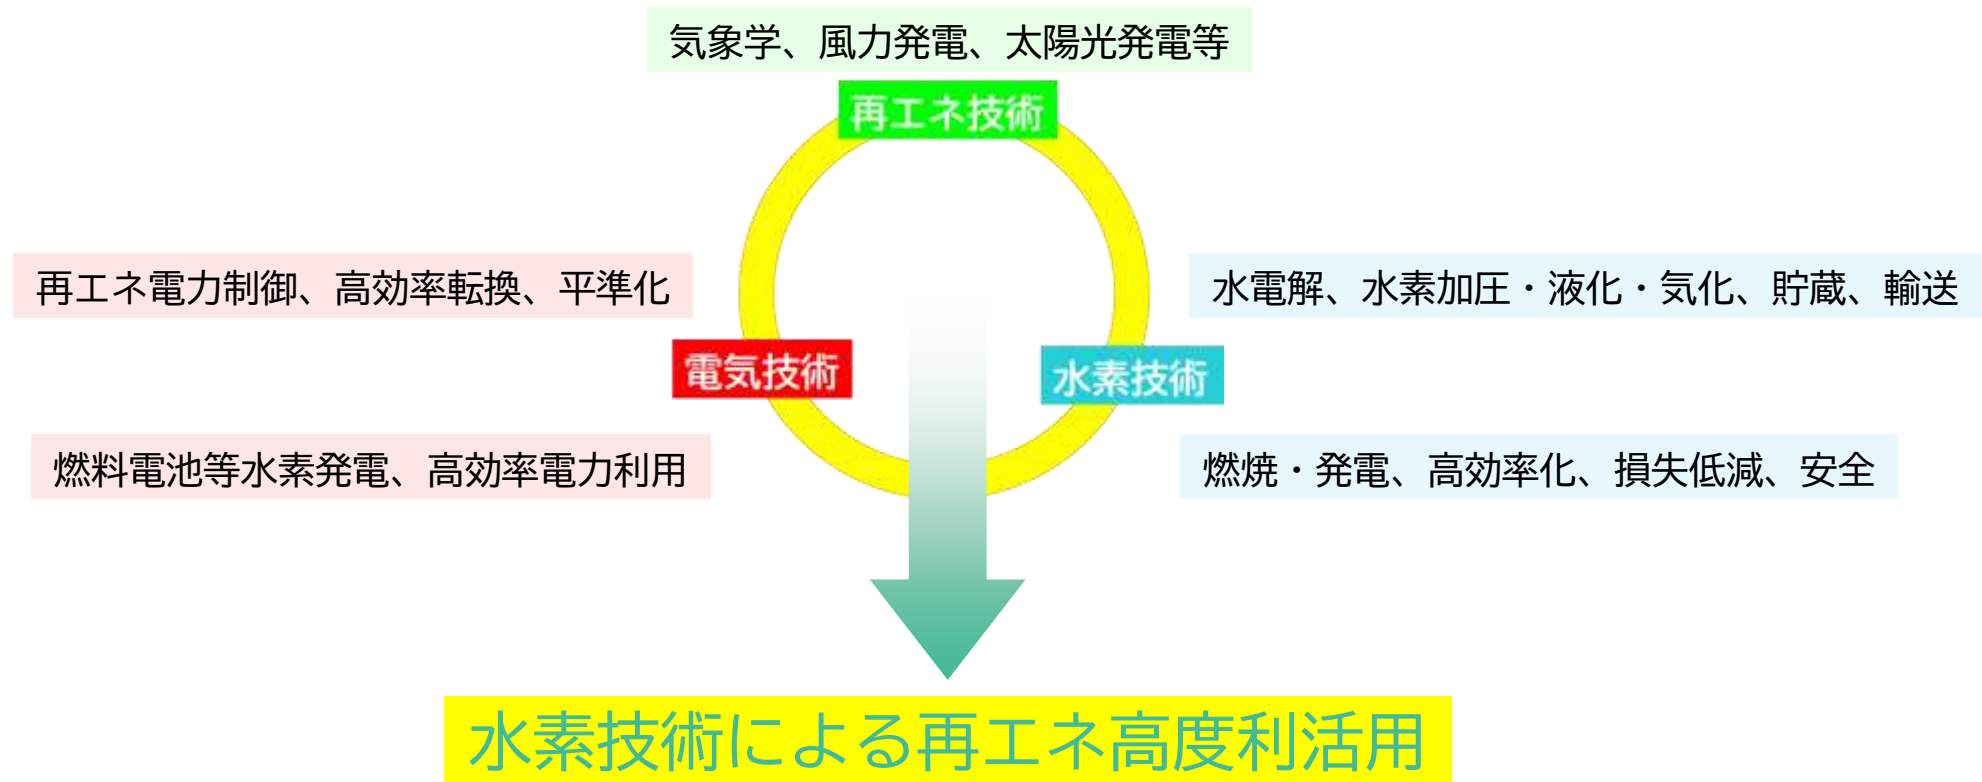 気象学、風力発電、太陽光発電等
再エネ技術
再エネ電力制御、高効率転換、平準化
水電解、水素加圧・液化・気化、貯蔵、輸送
電気技術
水素技術
燃料電池等水素発電、高効率電力利用
燃焼・発電、高効率化、損失低減、安全
水素技術による再エネ高度利活用